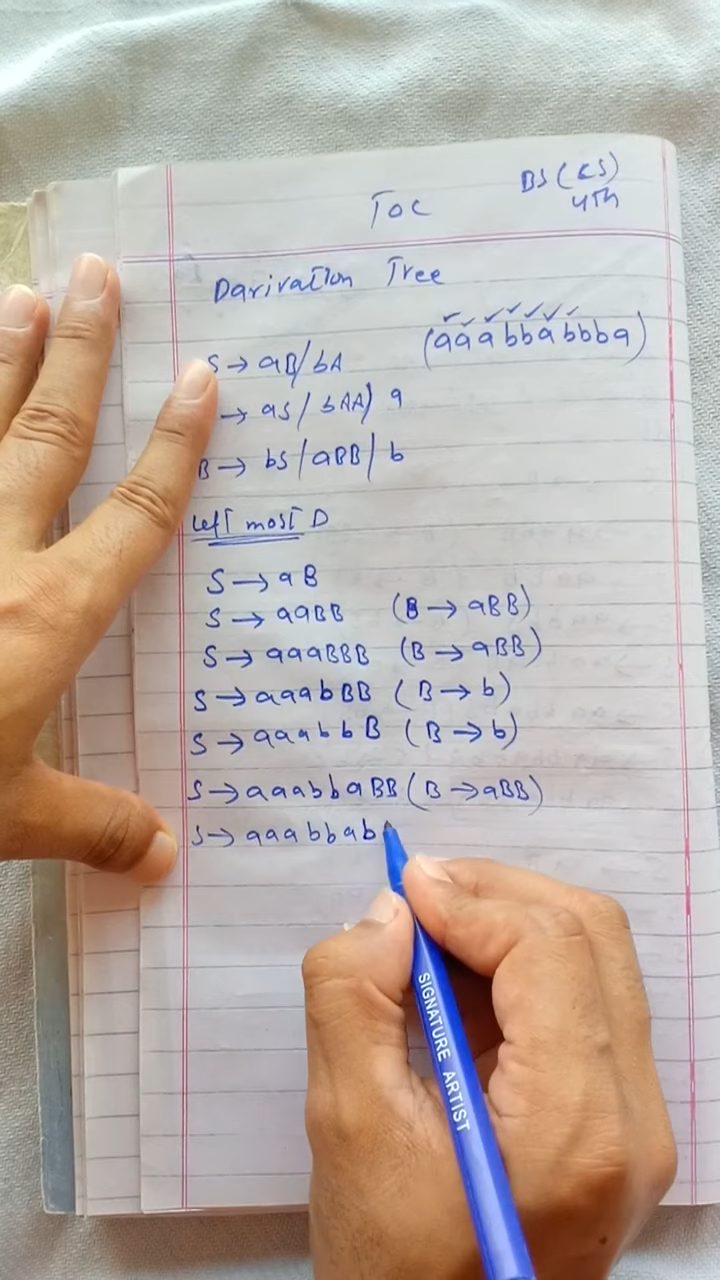 BS (CS)
4Th
TOC
Darivation Tree
(aaabbabbba)
S → aB/bA
→ aS / bAA) a
B → bS / aBB / b
Left most D
S → aB
S → aaBB (B → aBB)
S → aaaBBB (B → aBB)
S → aaabBB (B → b)
S → aaabbB (B → b)
S → aaabbaBB (B → aBB)
S → aaabbab
SIGNATURE ARTIST